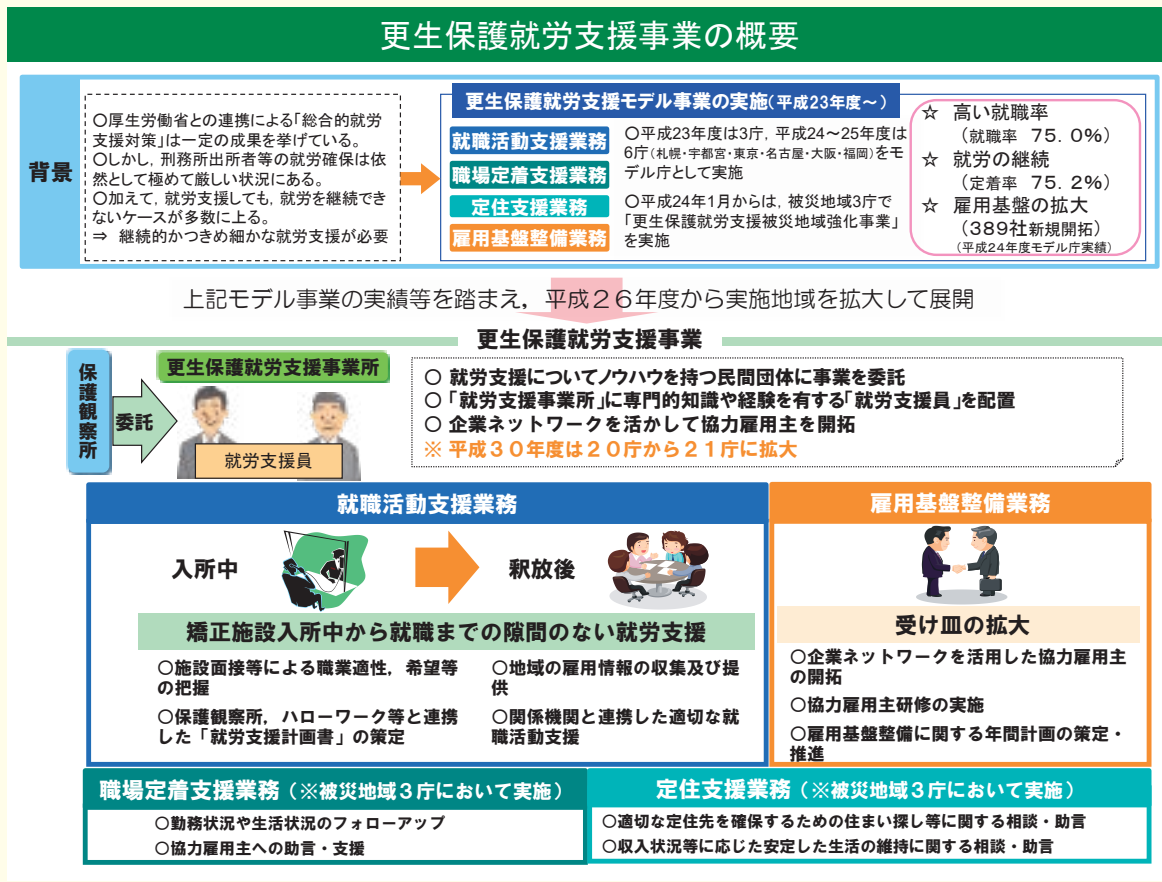 更生保護就労支援事業の概要
背景
○厚生労働省との連携による「総合的就労
支援対策」は一定の成果を挙げている。
○しかし，刑務所出所者等の就労確保は依
然として極めて厳しい状況にある。
○加えて，就労支援しても，就労を継続でき
ないケースが多数に上る。
⇒ 継続的かつきめ細かな就労支援が必要
更生保護就労支援モデル事業の実施（平成23年度～）
就職活動支援業務
職場定着支援業務
定住支援業務
雇用基盤整備業務
○平成23年度は3庁，平成24～25年度は
6庁（札幌・宇都宮・東京・名古屋・大阪・福岡）をモ
デル庁として実施
○平成24年1月からは，被災地域3庁で
「更生保護就労支援被災地域強化事業」
を実施
☆ 高い就職率
（就職率 75．0％）
☆ 就労の継続
（定着率 75．2％）
☆ 雇用基盤の拡大
（389社新規開拓）
（平成24年度モデル庁実績）
上記モデル事業の実績等を踏まえ，平成２６年度から実施地域を拡大して展開
更生保護就労支援事業
保護観察所
委託
更生保護就労支援事業所
就労支援員
○ 就労支援についてノウハウを持つ民間団体に事業を委託
○「就労支援事業所」に専門的知識や経験を有する「就労支援員」を配置
○ 企業ネットワークを活かして協力雇用主を開拓
※ 平成３０年度は２０庁から２１庁に拡大
就職活動支援業務
入所中
釈放後
矯正施設入所中から就職までの隙間のない就労支援
○施設面接等による職業適性，希望等
の把握
○保護観察所，ハローワーク等と連携
した「就労支援計画書」の策定
○地域の雇用情報の収集及び提
供
○関係機関と連携した適切な就
職活動支援
雇用基盤整備業務
受け皿の拡大
○企業ネットワークを活用した協力雇用主
の開拓
○協力雇用主研修の実施
○雇用基盤整備に関する年間計画の策定・
推進
職場定着支援業務（※被災地域３庁において実施）
○勤務状況や生活状況のフォローアップ
○協力雇用主への助言・支援
定住支援業務（※被災地域３庁において実施）
○適切な定住先を確保するための住まい探し等に関する相談・助言
○収入状況等に応じた安定した生活の維持に関する相談・助言